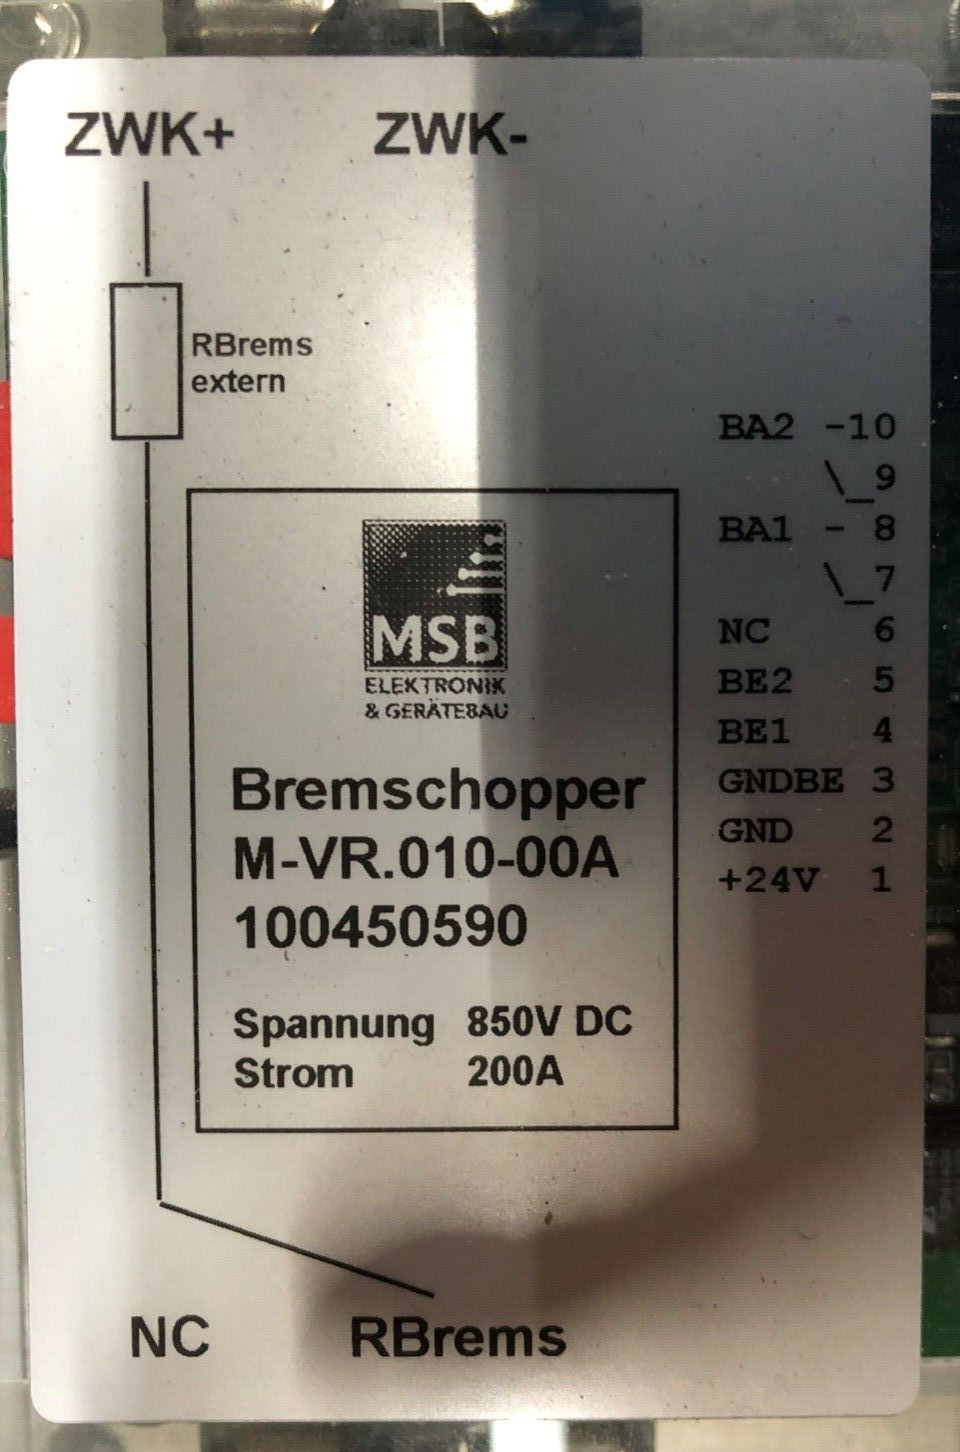 ZWK+ ZWK-
RBrems
extern
BA2 -10
\_9
BA1 - 8
\_7
NC 6
BE2 5
BE1 4
GNDBE 3
GND 2
+24V 1
MSB
ELEKTRONIK
& GERÄTEBAU
Bremschopper
M-VR.010-00A
100450590
Spannung 850V DC
Strom 200A
NC RBrems